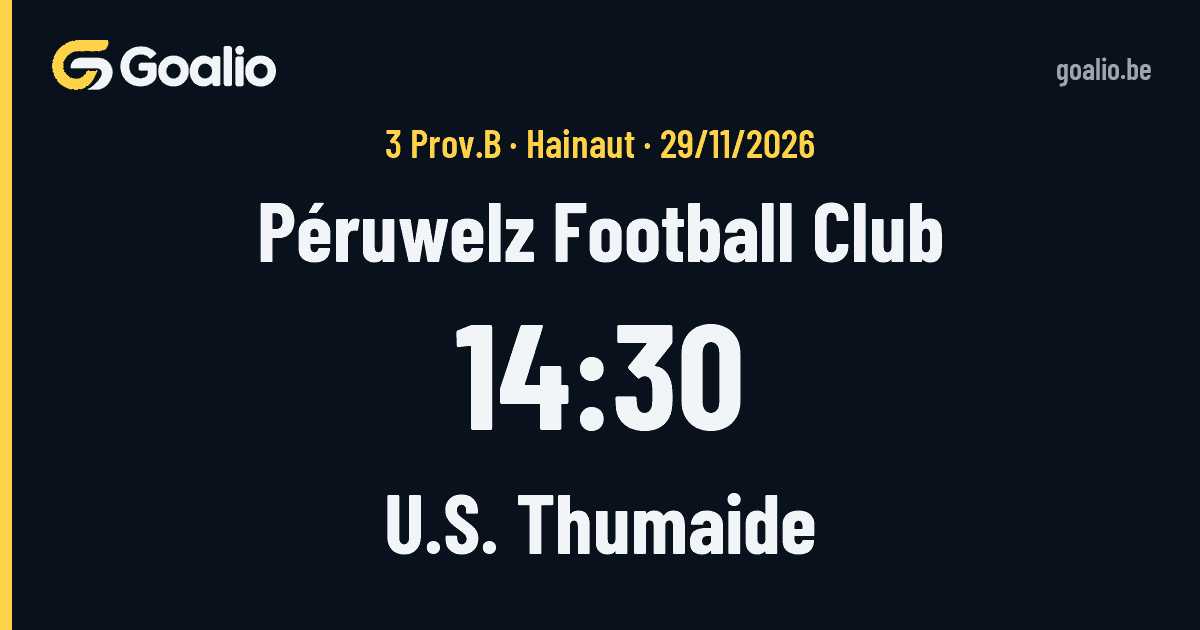 Goalio
goalio.be
3 Prov.B · Hainaut · 29/11/2026
Péruwelz Football Club
14:30
U.S. Thumaide